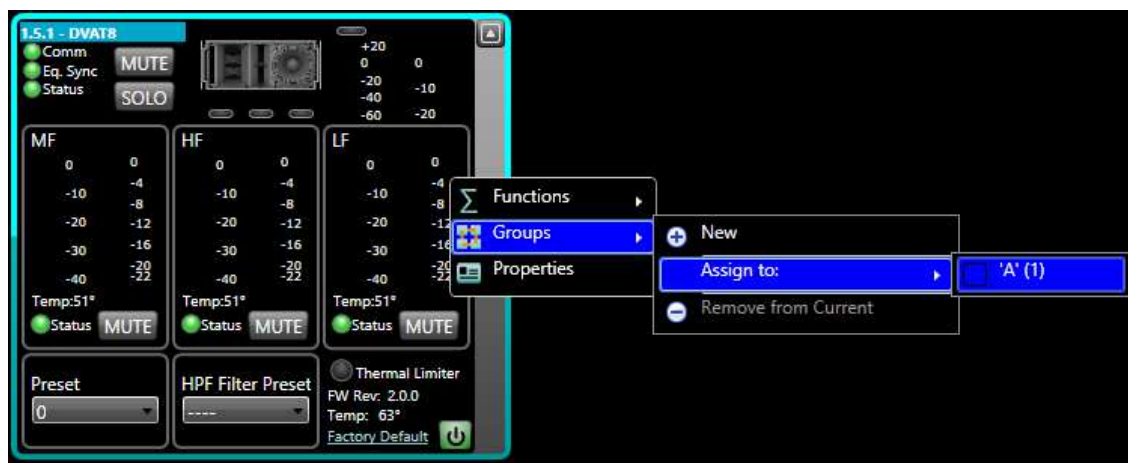 1.5.1 - DVAT8
Comm
Eq. Sync
Status
MUTE
SOLO
+20
0 0
-20
-10
-40
-60 -20
MF
0 0
-4
-10
-8
-20 -12
-16
-30
-20
-40 -22
Temp:51°
Status MUTE
HF
0 0
-4
-10
-8
-20 -12
-16
-30
-20
-40 -22
Temp:51°
Status MUTE
LF
0 0
-4
-10
-8
-20 -12
-16
-30
-20
-40 -22
Temp:51°
Status MUTE
Preset
0
HPF Filter Preset
----
Thermal Limiter
FW Rev: 2.0.0
Temp: 63°
Factory Default
Functions
Groups
Properties
New
Assign to:
Remove from Current
'A' (1)